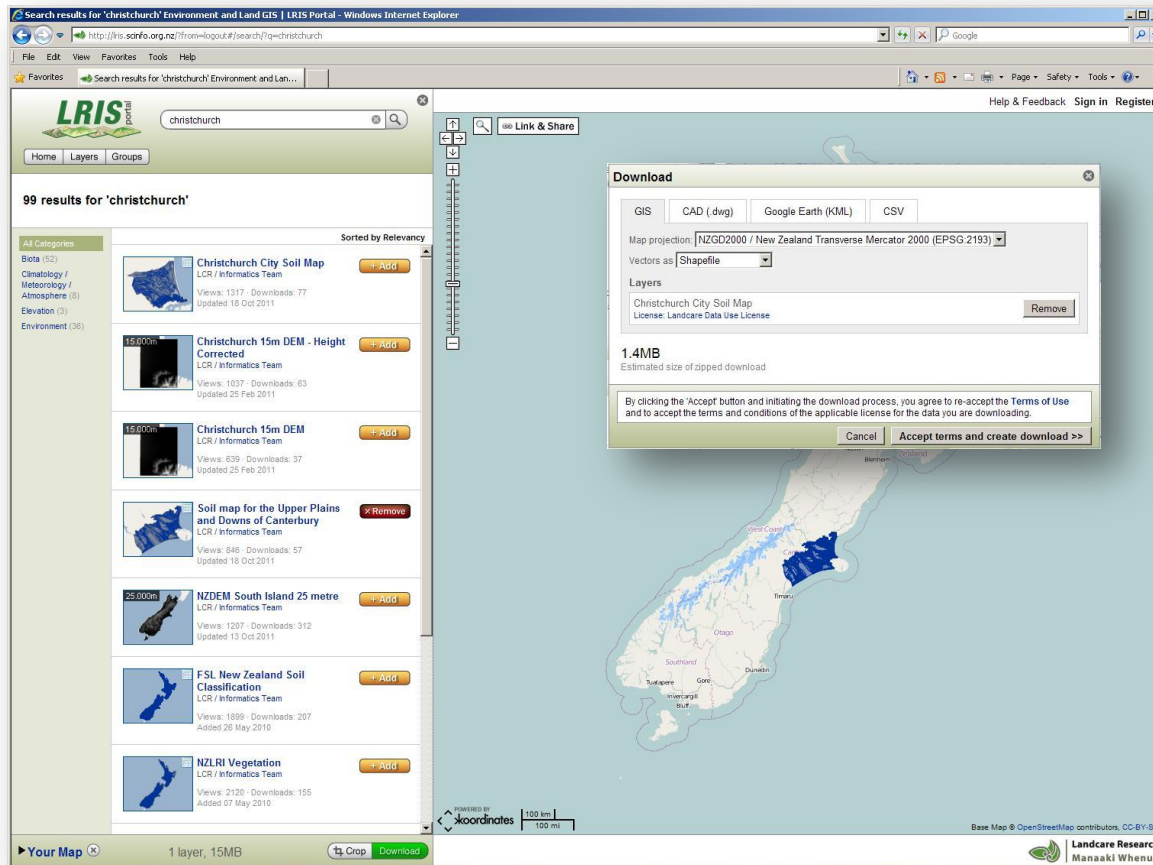 Search results for 'christchurch' Environment and Land GIS | LRIS Portal - Windows Internet Explorer
http://lris.scinfo.org.nz/?from=logout#/search/?q=christchurch
Google
File Edit View Favorites Tools Help
Favorites
Search results for 'christchurch' Environment and Lan...
Page Safety Tools
Help & Feedback Sign in Register
LRIS portal
christchurch
Home Layers Groups
Link & Share
99 results for 'christchurch'
Sorted by Relevancy
All Categories
Biota (52)
Climatology /
Meteorology /
Atmosphere (8)
Elevation (3)
Environment (36)
Christchurch City Soil Map
LCR / Informatics Team
Views: 1317 · Downloads: 77
Updated 18 Oct 2011
+ Add
15.000m
Christchurch 15m DEM - Height
Corrected
LCR / Informatics Team
Views: 1037 · Downloads: 63
Updated 25 Feb 2011
+ Add
15.000m
Christchurch 15m DEM
LCR / Informatics Team
Views: 639 · Downloads: 37
Updated 25 Feb 2011
+ Add
Soil map for the Upper Plains
and Downs of Canterbury
LCR / Informatics Team
Views: 846 · Downloads: 57
Updated 18 Oct 2011
× Remove
25.000m
NZDEM South Island 25 metre
LCR / Informatics Team
Views: 1207 · Downloads: 312
Updated 13 Oct 2011
+ Add
FSL New Zealand Soil
Classification
LCR / Informatics Team
Views: 1899 · Downloads: 207
Added 26 May 2010
+ Add
NZLRI Vegetation
LCR / Informatics Team
Views: 2120 · Downloads: 155
Added 07 May 2010
+ Add
Your Map
1 layer, 15MB
Crop
Download
Download
GIS CAD (.dwg) Google Earth (KML) CSV
Map projection: NZGD2000 / New Zealand Transverse Mercator 2000 (EPSG:2193)
Vectors as Shapefile
Layers
Christchurch City Soil Map
License: Landcare Data Use License
Remove
1.4MB
Estimated size of zipped download
By clicking the 'Accept' button and initiating the download process, you agree to re-accept the Terms of Use
and to accept the terms and conditions of the applicable license for the data you are downloading.
Cancel
Accept terms and create download >>
Zealand
Blenheim
West Coast
Timaru
Otago
Southland
Dunedin
Tuatapere
Gore
Invercargill
Bluff
POWERED BY
koordinates
100 km
100 mi
Base Map © OpenStreetMap contributors, CC-BY-S
Landcare Researc
Manaaki Whenu